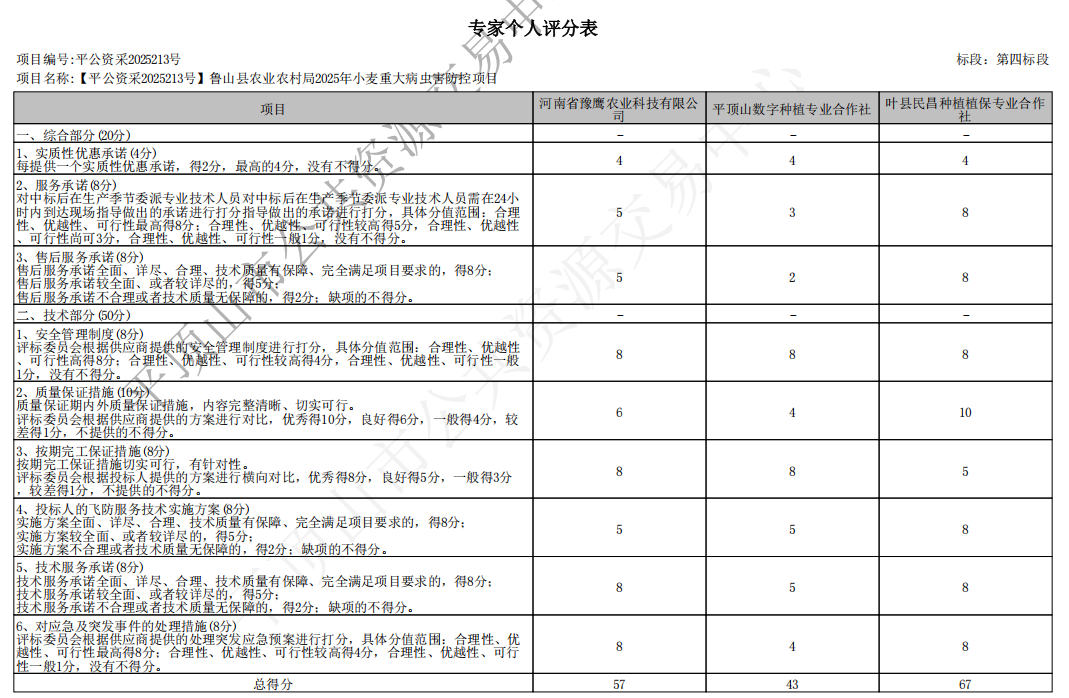 专家个人评分表
项目编号:平公资采2025213号
标段: 第四标段
项目名称:【平公资采2025213号】鲁山县农业农村局2025年小麦重大病虫害防控项目
项目 河南省豫鹰农业科技有限公司 平顶山数字种植专业合作社 叶县民昌种植植保专业合作社
一、综合部分(20分) – – –
1、实质性优惠承诺(4分)
每提供一个实质性优惠承诺, 得2分, 最高的4分, 没有不得分。
4 4 4
2、服务承诺(8分)
对中标后在生产季节委派专业技术人员对中标后在生产季节委派专业技术人员需在24小
时内到达现场指导做出的承诺进行打分指导做出的承诺进行打分, 具体分值范围: 合理
性、优越性、可行性最高得8分; 合理性、优越性、可行性较高得5分, 合理性、优越性
、可行性尚可3分, 合理性、优越性、可行性一般1分, 没有不得分。
5 3 8
3、售后服务承诺(8分)
售后服务承诺全面、详尽、合理、技术质量有保障、完全满足项目要求的, 得8分;
售后服务承诺较全面、或者较详尽的, 得5分;
售后服务承诺不合理或者技术质量无保障的, 得2分; 缺项的不得分。
5 2 8
二、技术部分(50分) – – –
1、安全管理制度(8分)
评标委员会根据供应商提供的安全管理制度进行打分, 具体分值范围: 合理性、优越性
、可行性高得8分; 合理性、优越性、可行性较高得4分, 合理性、优越性、可行性一般
1分, 没有不得分。
8 8 8
2、质量保证措施(10分)
质量保证期内外质量保证措施, 内容完整清晰、切实可行。
评标委员会根据供应商提供的方案进行对比, 优秀得10分, 良好得6分, 一般得4分, 较
差得1分, 不提供的不得分。
6 4 10
3、按期完工保证措施(8分)
按期完工保证措施切实可行, 有针对性。
评标委员会根据投标人提供的方案进行横向对比, 优秀得8分, 良好得5分, 一般得3分
, 较差得1分, 不提供的不得分。
8 8 5
4、投标人的飞防服务技术实施方案(8分)
实施方案全面、详尽、合理、技术质量有保障、完全满足项目要求的, 得8分;
实施方案较全面、或者较详尽的, 得5分;
实施方案不合理或者技术质量无保障的, 得2分; 缺项的不得分。
5 5 8
5、技术服务承诺(8分)
技术服务承诺全面、详尽、合理、技术质量有保障、完全满足项目要求的, 得8分;
技术服务承诺较全面、或者较详尽的, 得5分;
技术服务承诺不合理或者技术质量无保障的, 得2分; 缺项的不得分。
8 5 8
6、对应急及突发事件的处理措施(8分)
评标委员会根据供应商提供的处理突发应急预案进行打分, 具体分值范围: 合理性、优
越性、可行性最高得8分; 合理性、优越性、可行性较高得4分, 合理性、优越性、可行
性一般1分, 没有不得分。
8 4 8
总得分 57 43 67
平顶山市公共资源交易中心
平顶山市公共资源交易中心